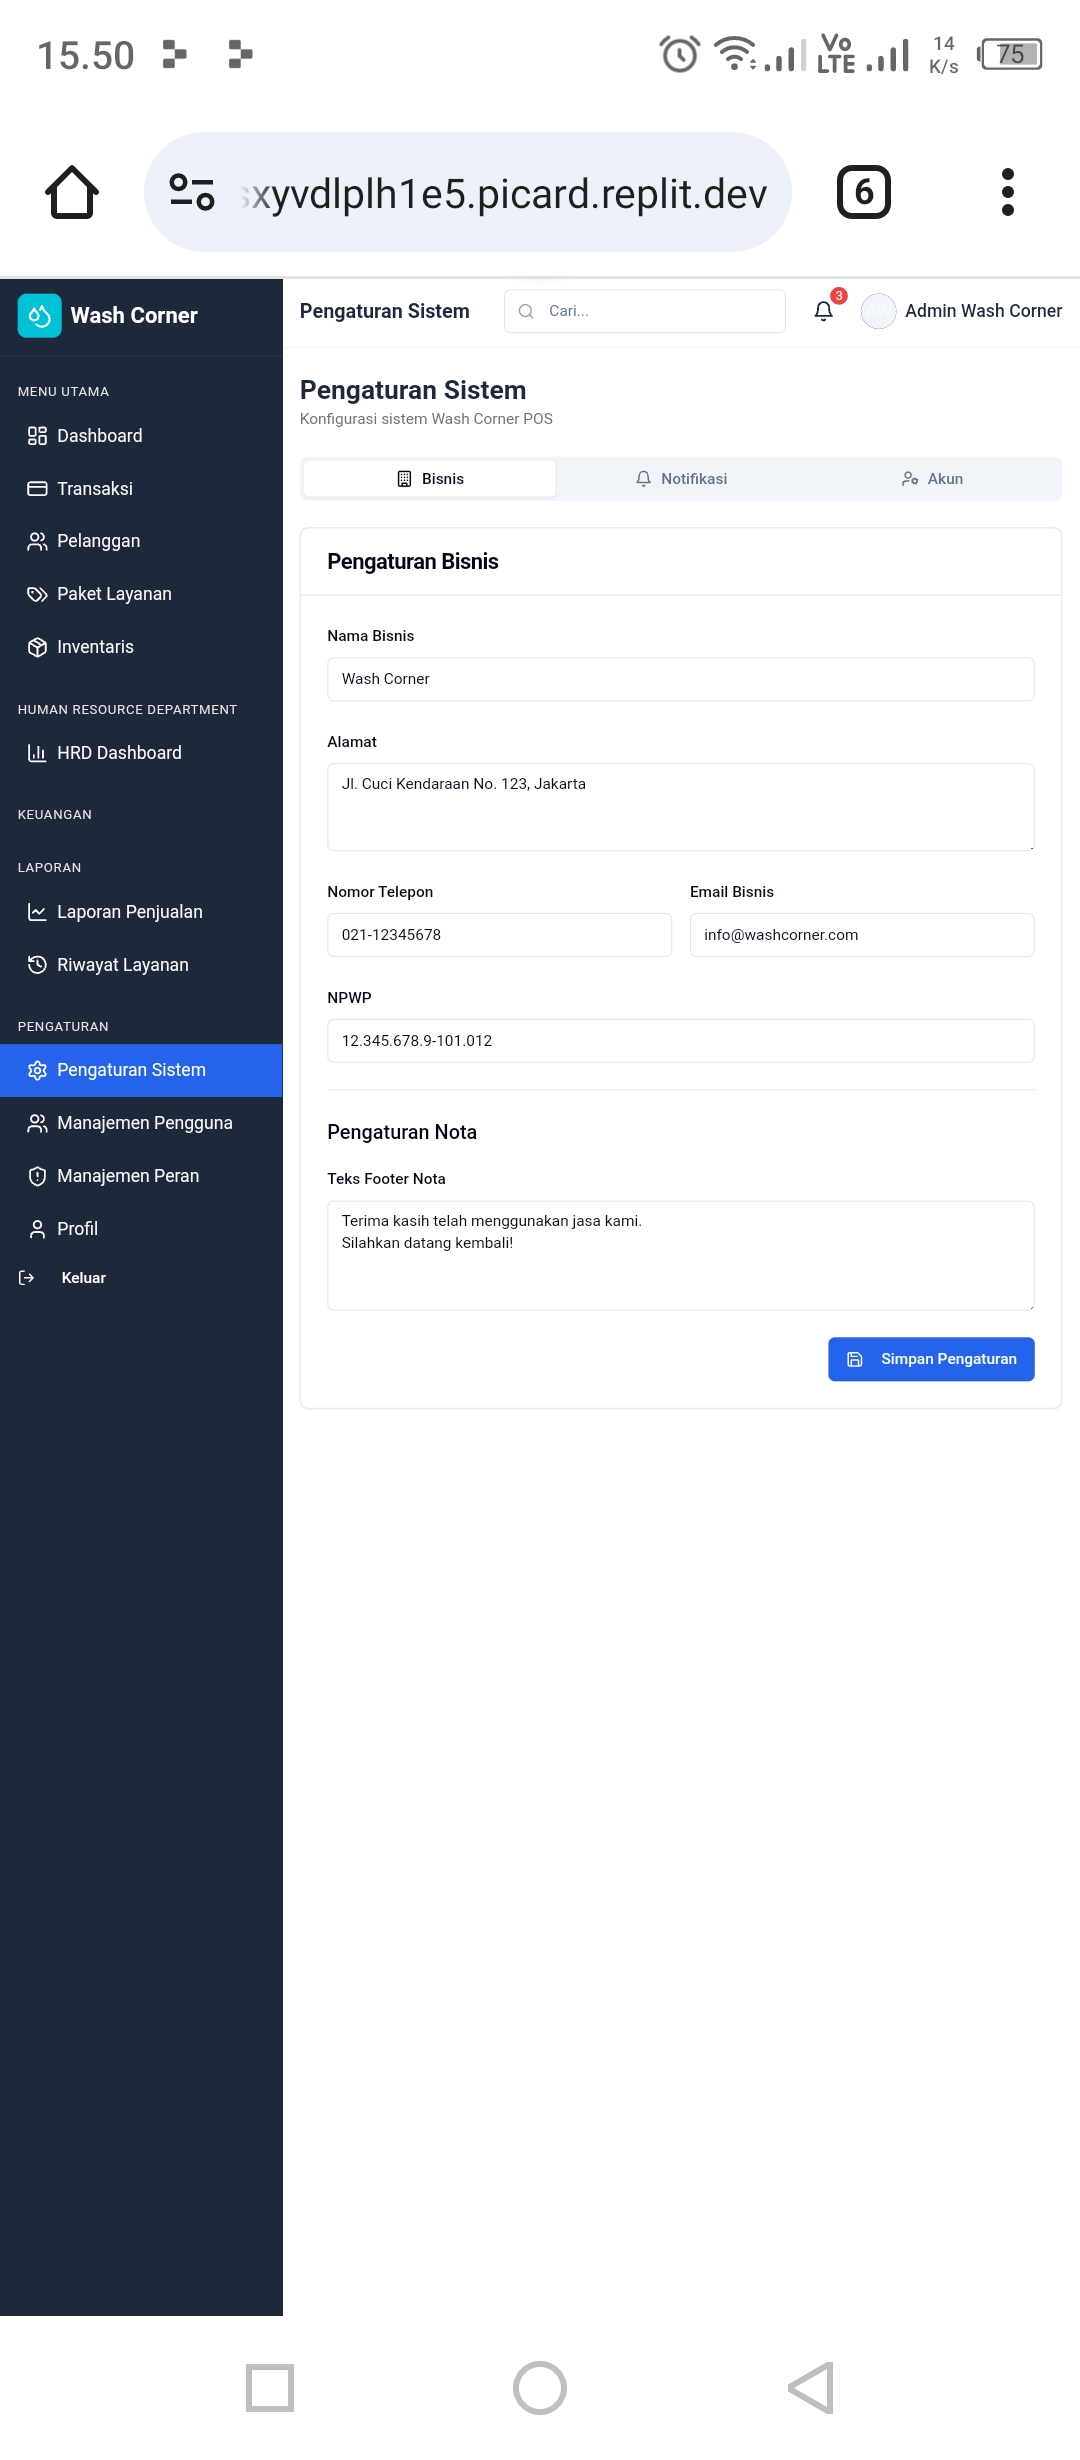 15.50
Vo
LTE
14
K/s
75
xyvdlplh1e5.picard.replit.dev
6
Wash Corner
Pengaturan Sistem
Cari...
3
AW
Admin Wash Corner
MENU UTAMA
Dashboard
Transaksi
Pelanggan
Paket Layanan
Inventaris
HUMAN RESOURCE DEPARTMENT
HRD Dashboard
KEUANGAN
LAPORAN
Laporan Penjualan
Riwayat Layanan
PENGATURAN
Pengaturan Sistem
Manajemen Pengguna
Manajemen Peran
Profil
Keluar
Pengaturan Sistem
Konfigurasi sistem Wash Corner POS
Bisnis
Notifikasi
Akun
Pengaturan Bisnis
Nama Bisnis
Wash Corner
Alamat
Jl. Cuci Kendaraan No. 123, Jakarta
Nomor Telepon
Email Bisnis
021-12345678
info@washcorner.com
NPWP
12.345.678.9-101.012
Pengaturan Nota
Teks Footer Nota
Terima kasih telah menggunakan jasa kami.
Silahkan datang kembali!
Simpan Pengaturan